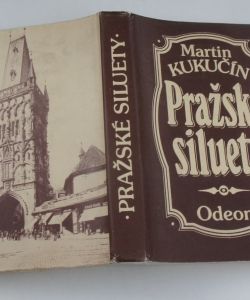 · PRAŽSKÉ SILUETY ·
Martin
KUKUČÍN
Pražské
siluety
Odeon